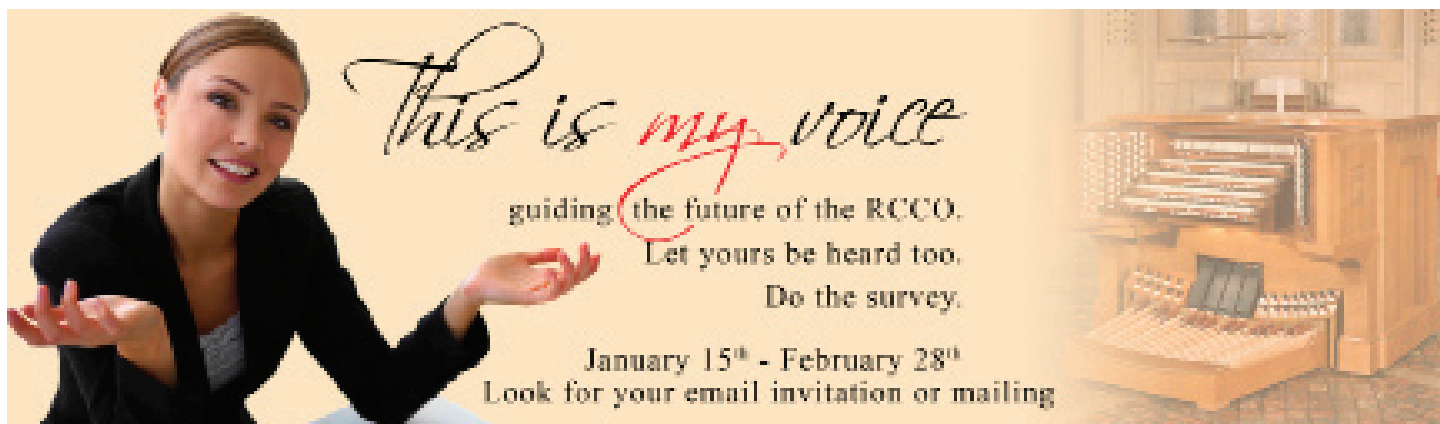 This is my voice
guiding the future of the RCCO.
Let yours be heard too.
Do the survey.
January 15th - February 28th
Look for your email invitation or mailing